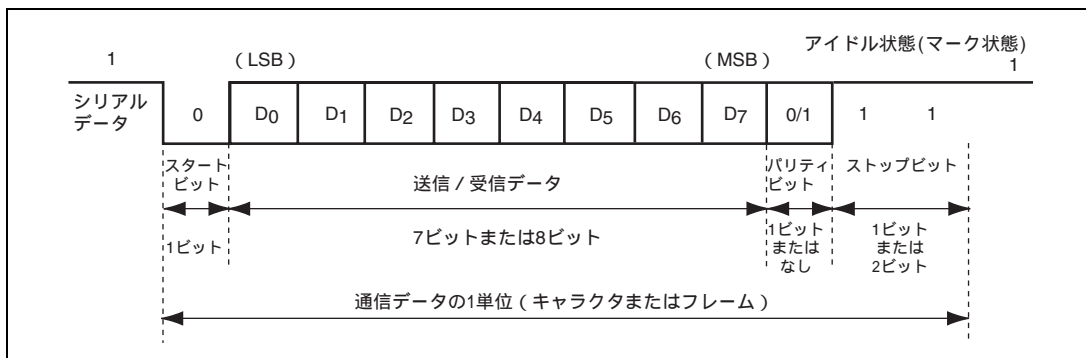 アイドル状態(マーク状態)
1 （LSB） （MSB） 1
シリアル
データ
0 D0 D1 D2 D3 D4 D5 D6 D7 0/1 1 1
スタート
ビット
送信 / 受信データ
パリティ
ビット
ストップビット
1ビット
7ビットまたは8ビット
1ビット
または
なし
1ビット
または
2ビット
通信データの1単位（キャラクタまたはフレーム）